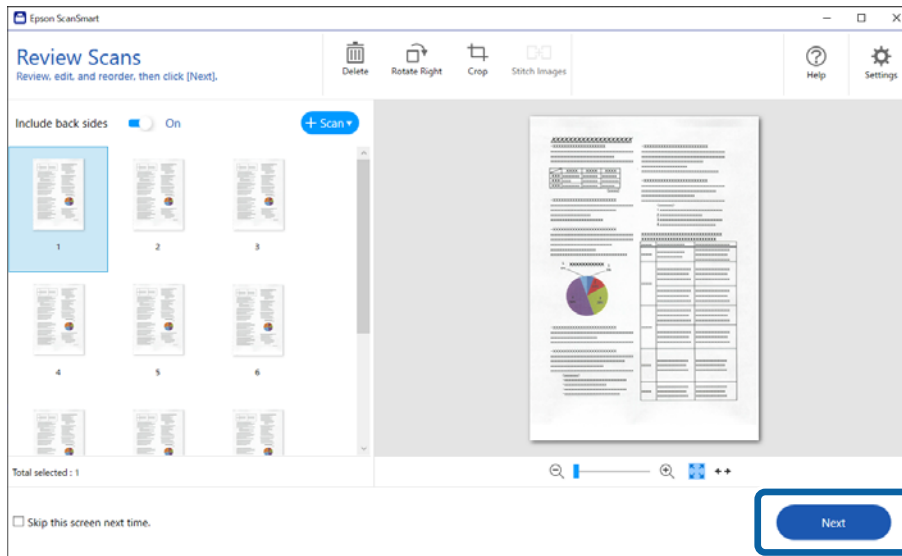 Epson ScanSmart
Review Scans
Review, edit, and reorder, then click [Next].
Delete
Rotate Right
Crop
Stitch Images
Help
Settings
Include back sides
On
+ Scan
1
2
3
4
5
6
Total selected : 1
Skip this screen next time.
Next